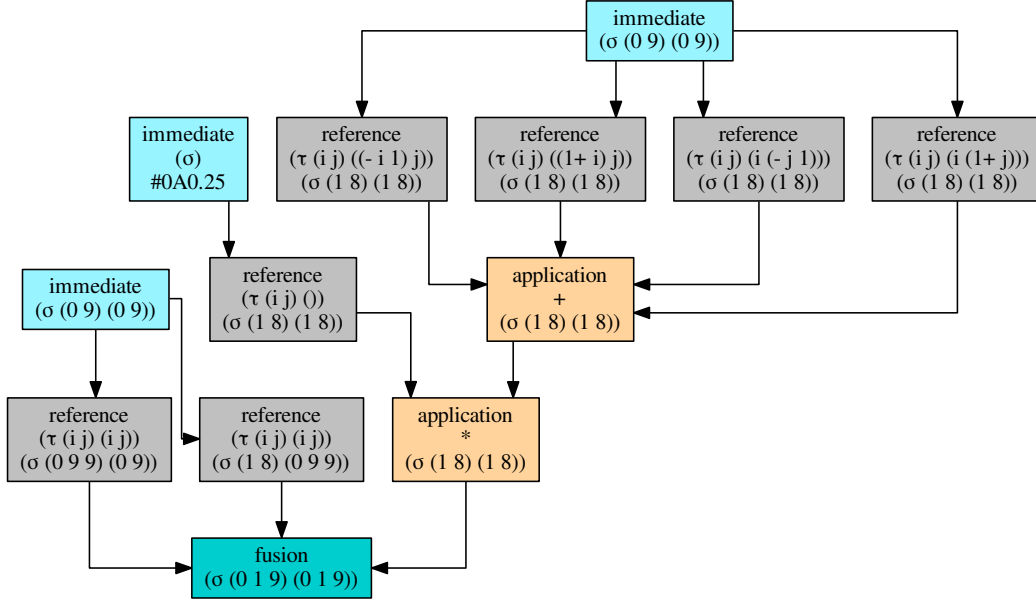 immediate
(σ (0 9) (0 9))
immediate
(σ)
#0A0.25
reference
(τ (i j) ((- i 1) j))
(σ (1 8) (1 8))
reference
(τ (i j) ((1+ i) j))
(σ (1 8) (1 8))
reference
(τ (i j) (i (- j 1)))
(σ (1 8) (1 8))
reference
(τ (i j) (i (1+ j)))
(σ (1 8) (1 8))
immediate
(σ (0 9) (0 9))
reference
(τ (i j) ())
(σ (1 8) (1 8))
application
+
(σ (1 8) (1 8))
reference
(τ (i j) (i j))
(σ (0 9 9) (0 9))
reference
(τ (i j) (i j))
(σ (1 8) (0 9 9))
application
*
(σ (1 8) (1 8))
fusion
(σ (0 1 9) (0 1 9))